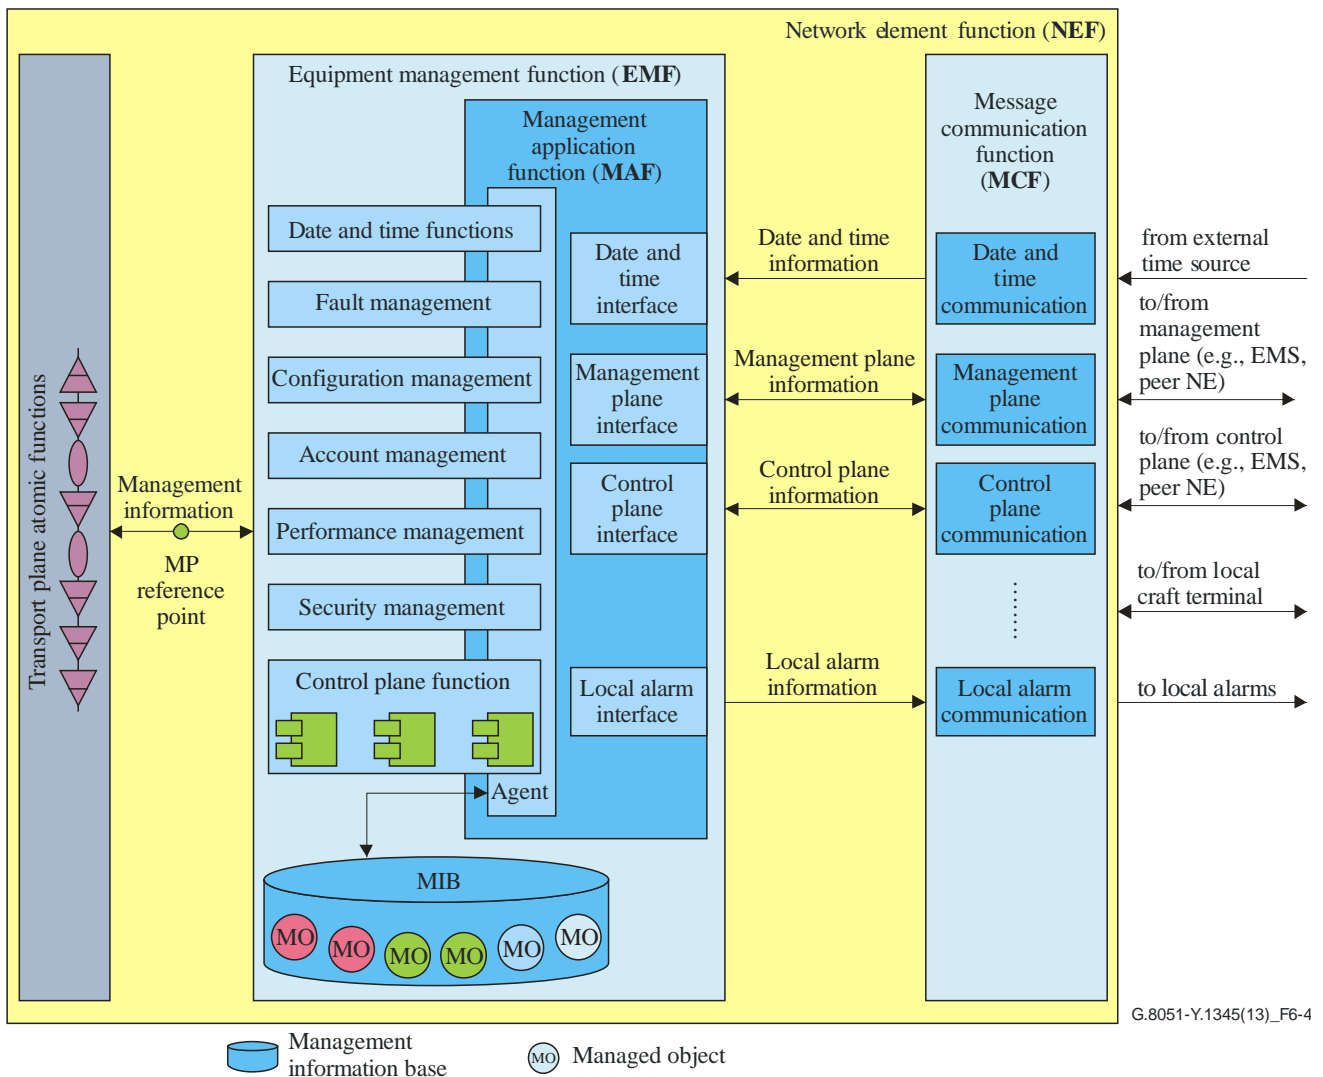 Network element function (NEF)
Equipment management function (EMF)
Management
application
function (MAF)
Message
communication
function
(MCF)
Transport plane atomic functions
Management
information
MP
reference
point
Date and time functions
Fault management
Configuration management
Account management
Performance management
Security management
Control plane function
Agent
Date and
time
interface
Management
plane
interface
Control
plane
interface
Local alarm
interface
Date and time
information
Management plane
information
Control plane
information
Local alarm
information
Date and
time
communication
Management
plane
communication
Control
plane
communication
Local alarm
communication
from external
time source
to/from
management
plane (e.g., EMS,
peer NE)
to/from control
plane (e.g., EMS,
peer NE)
to/from local
craft terminal
to local alarms
MIB
MO
MO
MO
MO
MO
MO
G.8051-Y.1345(13)_F6-4
Management
information base
MO
Managed object